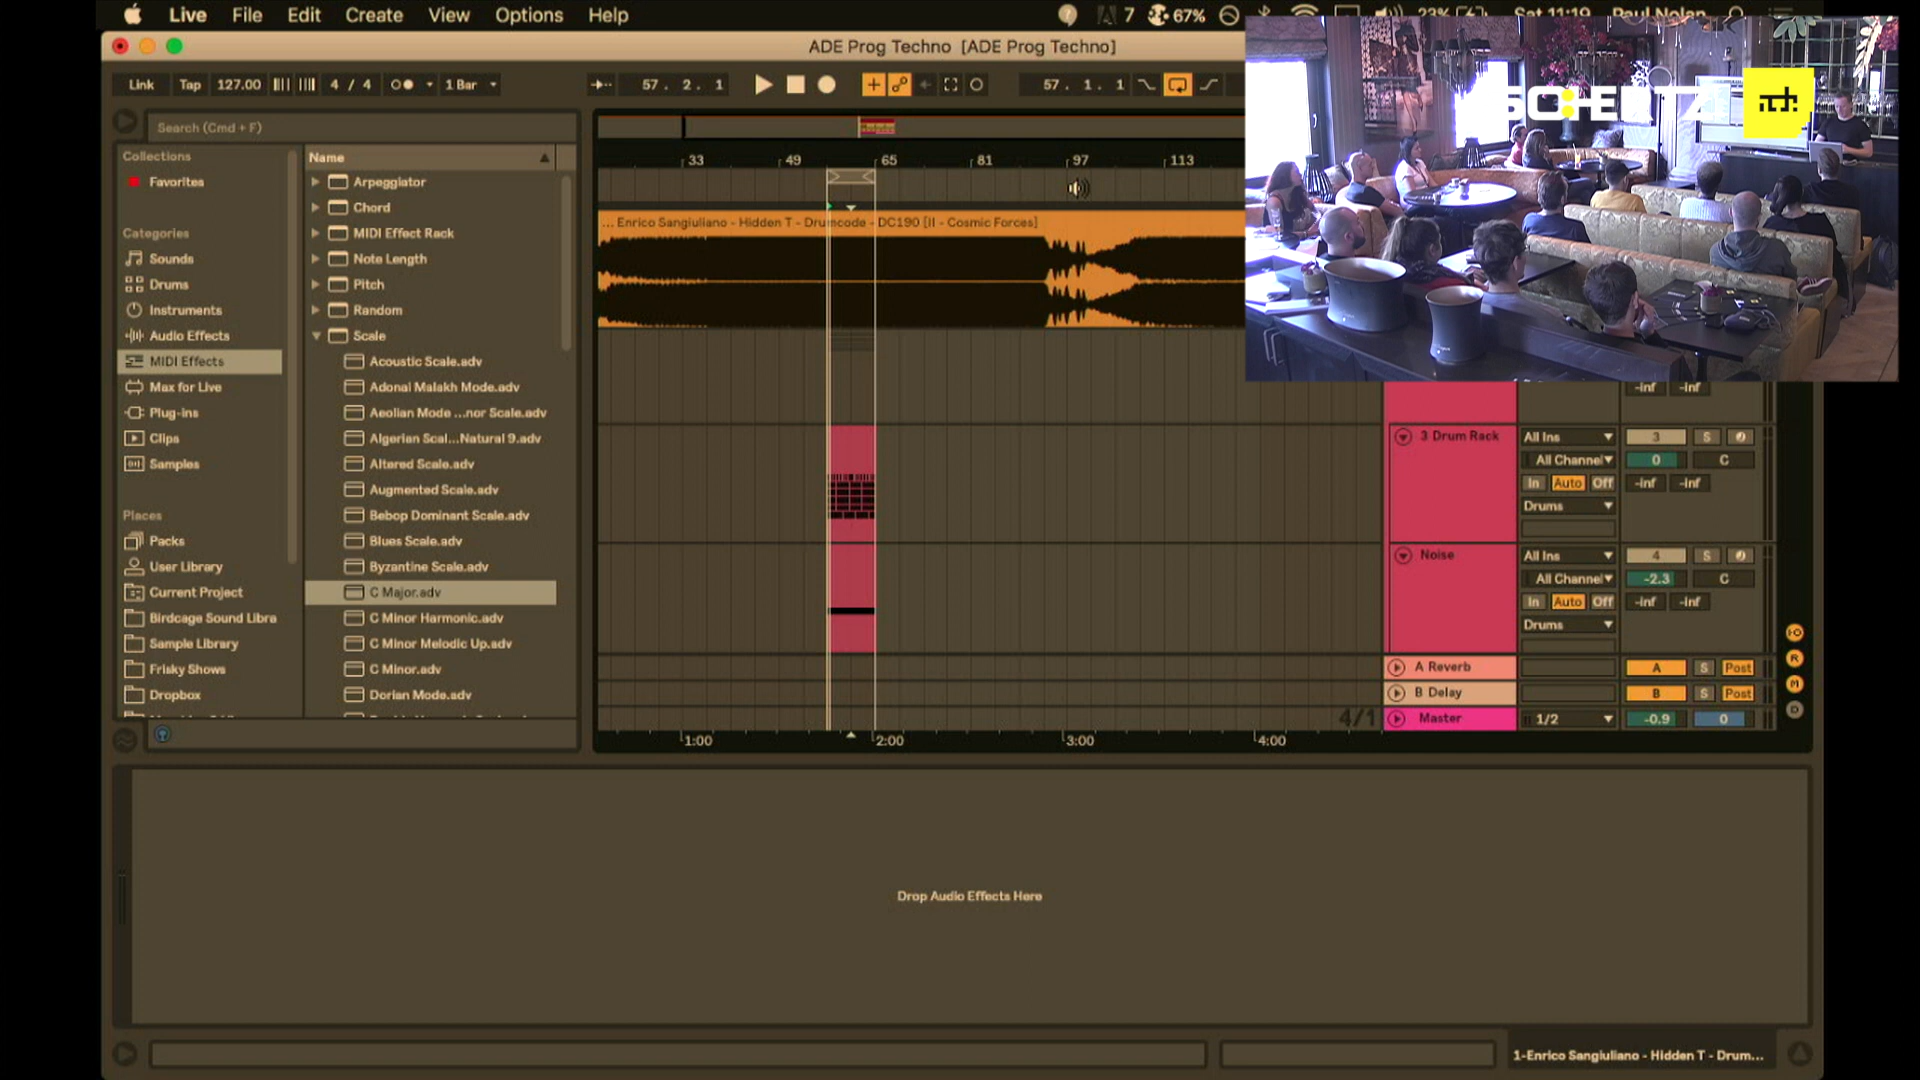 Live File Edit Create View Options Help
7 67% 23% Sat 11:19 Paul Nolan
ADE Prog Techno [ADE Prog Techno]
Link Tap 127.00 4 / 4 1 Bar 57. 2. 1 57. 1. 1
Search (Cmd + F)
Collections
Favorites
Categories
Sounds
Drums
Instruments
Audio Effects
MIDI Effects
Max for Live
Plug-ins
Clips
Samples
Places
Packs
User Library
Current Project
Birdcage Sound Libra
Sample Library
Frisky Shows
Dropbox
Name
Arpeggiator
Chord
MIDI Effect Rack
Note Length
Pitch
Random
Scale
Acoustic Scale.adv
Adonai Malakh Mode.adv
Aeolian Mode ...nor Scale.adv
Algerian Scal...Natural 9.adv
Altered Scale.adv
Augmented Scale.adv
Bebop Dominant Scale.adv
Blues Scale.adv
Byzantine Scale.adv
C Major.adv
C Minor Harmonic.adv
C Minor Melodic Up.adv
C Minor.adv
Dorian Mode.adv
33 49 65 81 97 113
... Enrico Sangiuliano - Hidden T - Drumcode - DC190 [II - Cosmic Forces]
-inf -inf
3 Drum Rack All Ins 3 S
All Channel 0 C
In Auto Off -inf -inf
Drums
Noise All Ins 4 S
All Channel -2.3 C
In Auto Off -inf -inf
Drums
A Reverb A S Post
B Delay B S Post
4/1 Master 1/2 -0.9 0
1:00 2:00 3:00 4:00
IO
R
M
D
Drop Audio Effects Here
1-Enrico Sangiuliano - Hidden T - Drum...